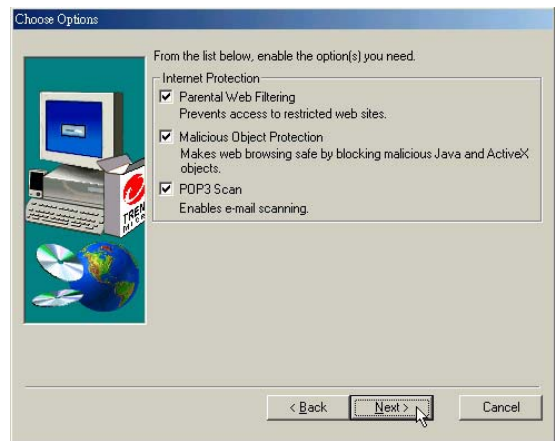 Choose Options
From the list below, enable the option(s) you need.
Internet Protection
Parental Web Filtering
Prevents access to restricted web sites.
Malicious Object Protection
Makes web browsing safe by blocking malicious Java and ActiveX
objects.
POP3 Scan
Enables e-mail scanning.
TREN
MICR
< Back
Next >
Cancel